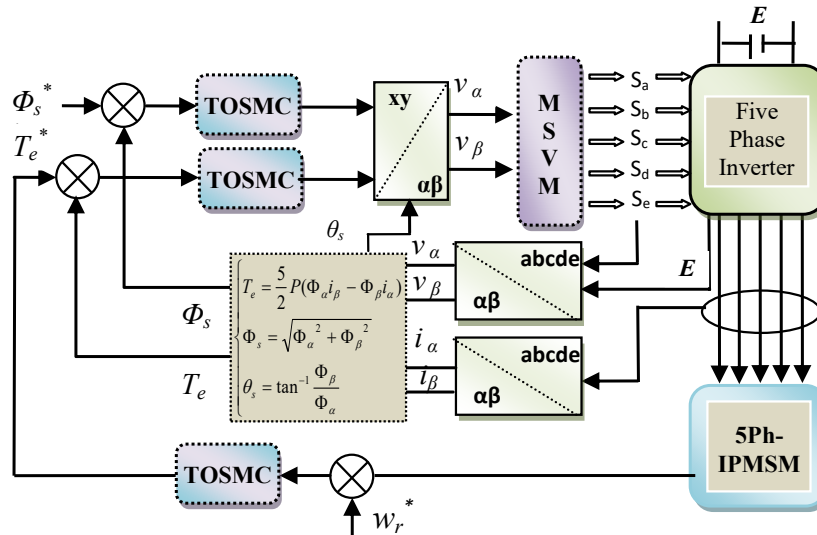 E
Φs*
TOSMC
xy
αβ
vα
vβ
MSVM
Sa
Sb
Sc
Sd
Se
Five
Phase
Inverter
Te*
TOSMC
θs
Te = 5/2 P(Φα iβ − Φβ iα)
Φs = √(Φα² + Φβ²)
θs = tan⁻¹ Φβ/Φα
Φs
Te
vα
vβ
abcde
αβ
E
iα
iβ
abcde
αβ
5Ph-
IPMSM
TOSMC
wr*